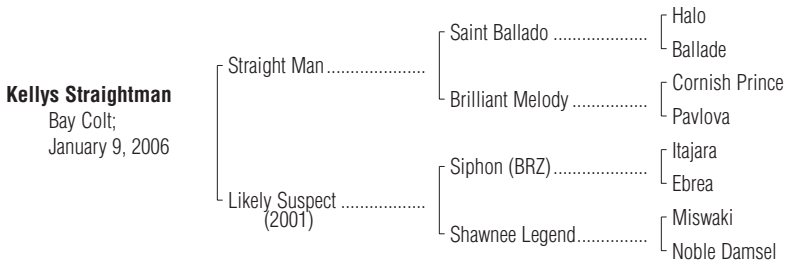 Halo
Saint Ballado ....................
Ballade
Straight Man.....................
Cornish Prince
Brilliant Melody ................
Pavlova
Kellys Straightman
Bay Colt;
January 9, 2006
Itajara
Siphon (BRZ)....................
Ebrea
Likely Suspect ..................
(2001)
Miswaki
Shawnee Legend...............
Noble Damsel